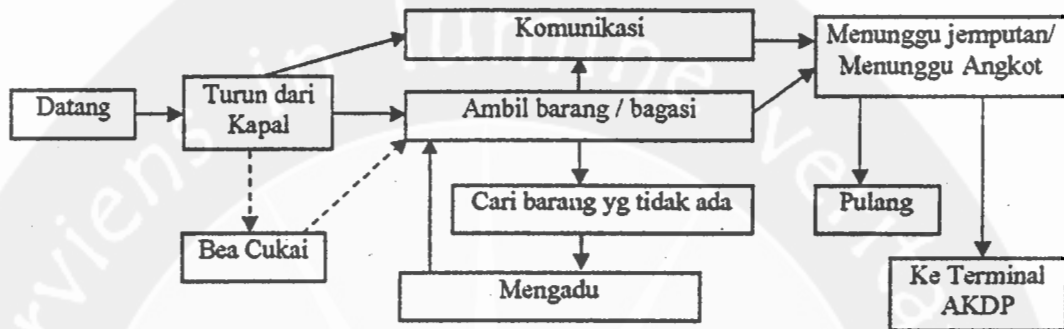 Komunikasi
Menunggu jemputan/
Menunggu Angkot
Datang
Turun dari
Kapal
Ambil barang / bagasi
Cari barang yg tidak ada
Pulang
Bea Cukai
Mengadu
Ke Terminal
AKDP